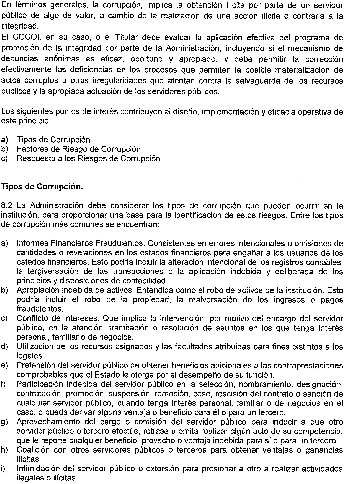 En términos generales, la corrupción, implica la obtención ilícita por parte de un servidor
público de algo de valor, a cambio de la realización de una acción ilícita o contraria a la
integridad.
El COCODI, en su caso, o el Titular debe evaluar la aplicación efectiva del programa de
promoción de la integridad por parte de la Administración, incluyendo si el mecanismo de
denuncias anónimas es eficaz, oportuno y apropiado, y debe permitir la corrección
efectivamente las deficiencias en los procesos que permiten la posible materialización de
actos corruptos u otras irregularidades que atentan contra la salvaguarda de los recursos
públicos y la apropiada actuación de los servidores públicos.
Los siguientes puntos de interés contribuyen al diseño, implementación y eficacia operativa de
este principio:
a) Tipos de Corrupción
b) Factores de Riesgo de Corrupción
c) Respuesta a los Riesgos de Corrupción
Tipos de Corrupción.
8.2 La Administración debe considerar los tipos de corrupción que pueden ocurrir en la
institución, para proporcionar una base para la identificación de estos riesgos. Entre los tipos
de corrupción más comunes se encuentran:
a) Informes Financieros Fraudulentos. Consistentes en errores intencionales u omisiones de
cantidades o revelaciones en los estados financieros para engañar a los usuarios de los
estados financieros. Esto podría incluir la alteración intencional de los registros contables,
la tergiversación de las transacciones o la aplicación indebida y deliberada de los
principios y disposiciones de contabilidad.
b) Apropiación indebida de activos. Entendida como el robo de activos de la institución. Esto
podría incluir el robo de la propiedad, la malversación de los ingresos o pagos
fraudulentos.
c) Conflicto de intereses. Que implica la intervención, por motivo del encargo del servidor
público, en la atención, tramitación o resolución de asuntos en los que tenga interés
personal, familiar o de negocios.
d) Utilización de los recursos asignados y las facultades atribuidas para fines distintos a los
legales.
e) Pretensión del servidor público de obtener beneficios adicionales a las contraprestaciones
comprobables que el Estado le otorga por el desempeño de su función.
f) Participación indebida del servidor público en la selección, nombramiento, designación,
contratación, promoción, suspensión, remoción, cese, rescisión del contrato o sanción de
cualquier servidor público, cuando tenga interés personal, familiar o de negocios en el
caso, o pueda derivar alguna ventaja o beneficio para él o para un tercero.
g) Aprovechamiento del cargo o comisión del servidor público para inducir a que otro
servidor público o tercero efectúe, retrase u omita realizar algún acto de su competencia,
que le reporte cualquier beneficio, provecho o ventaja indebida para sí o para un tercero.
h) Coalición con otros servidores públicos o terceros para obtener ventajas o ganancias
ilícitas.
i) Intimidación del servidor público o extorsión para presionar a otro a realizar actividades
ilegales o ilícitas.